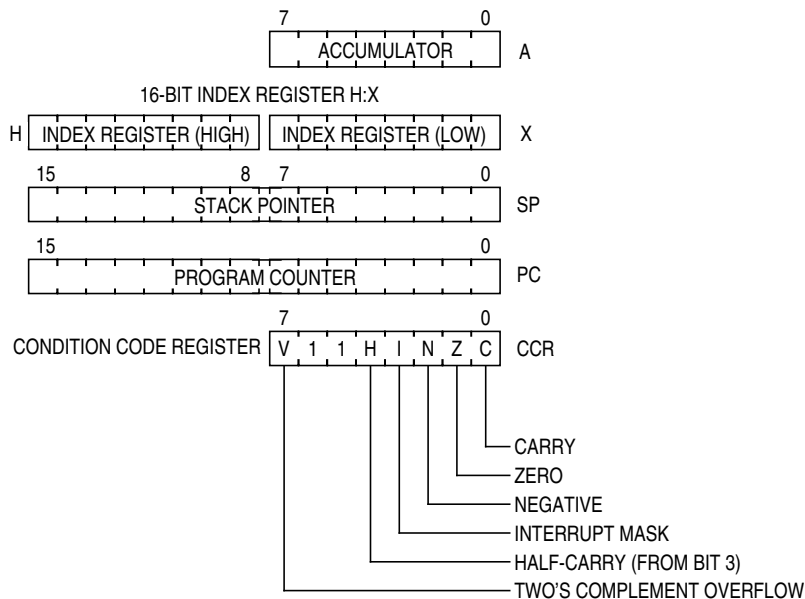 7 0
ACCUMULATOR A
16-BIT INDEX REGISTER H:X
H INDEX REGISTER (HIGH) INDEX REGISTER (LOW) X
15 8 7 0
STACK POINTER SP
15 0
PROGRAM COUNTER PC
7 0
CONDITION CODE REGISTER V 1 1 H I N Z C CCR
CARRY
ZERO
NEGATIVE
INTERRUPT MASK
HALF-CARRY (FROM BIT 3)
TWO'S COMPLEMENT OVERFLOW